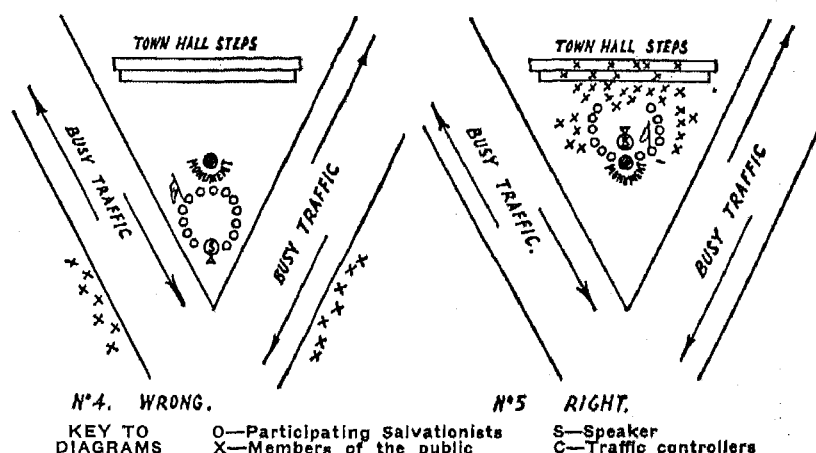 TOWN HALL STEPS
BUSY TRAFFIC
MONUMENT
S
BUSY TRAFFIC
Nº4. WRONG.
TOWN HALL STEPS
BUSY TRAFFIC.
S
MONUMENT
BUSY TRAFFIC
Nº5 RIGHT.
KEY TO DIAGRAMS
O—Participating Salvationists
X—Members of the public
S—Speaker
C—Traffic controllers